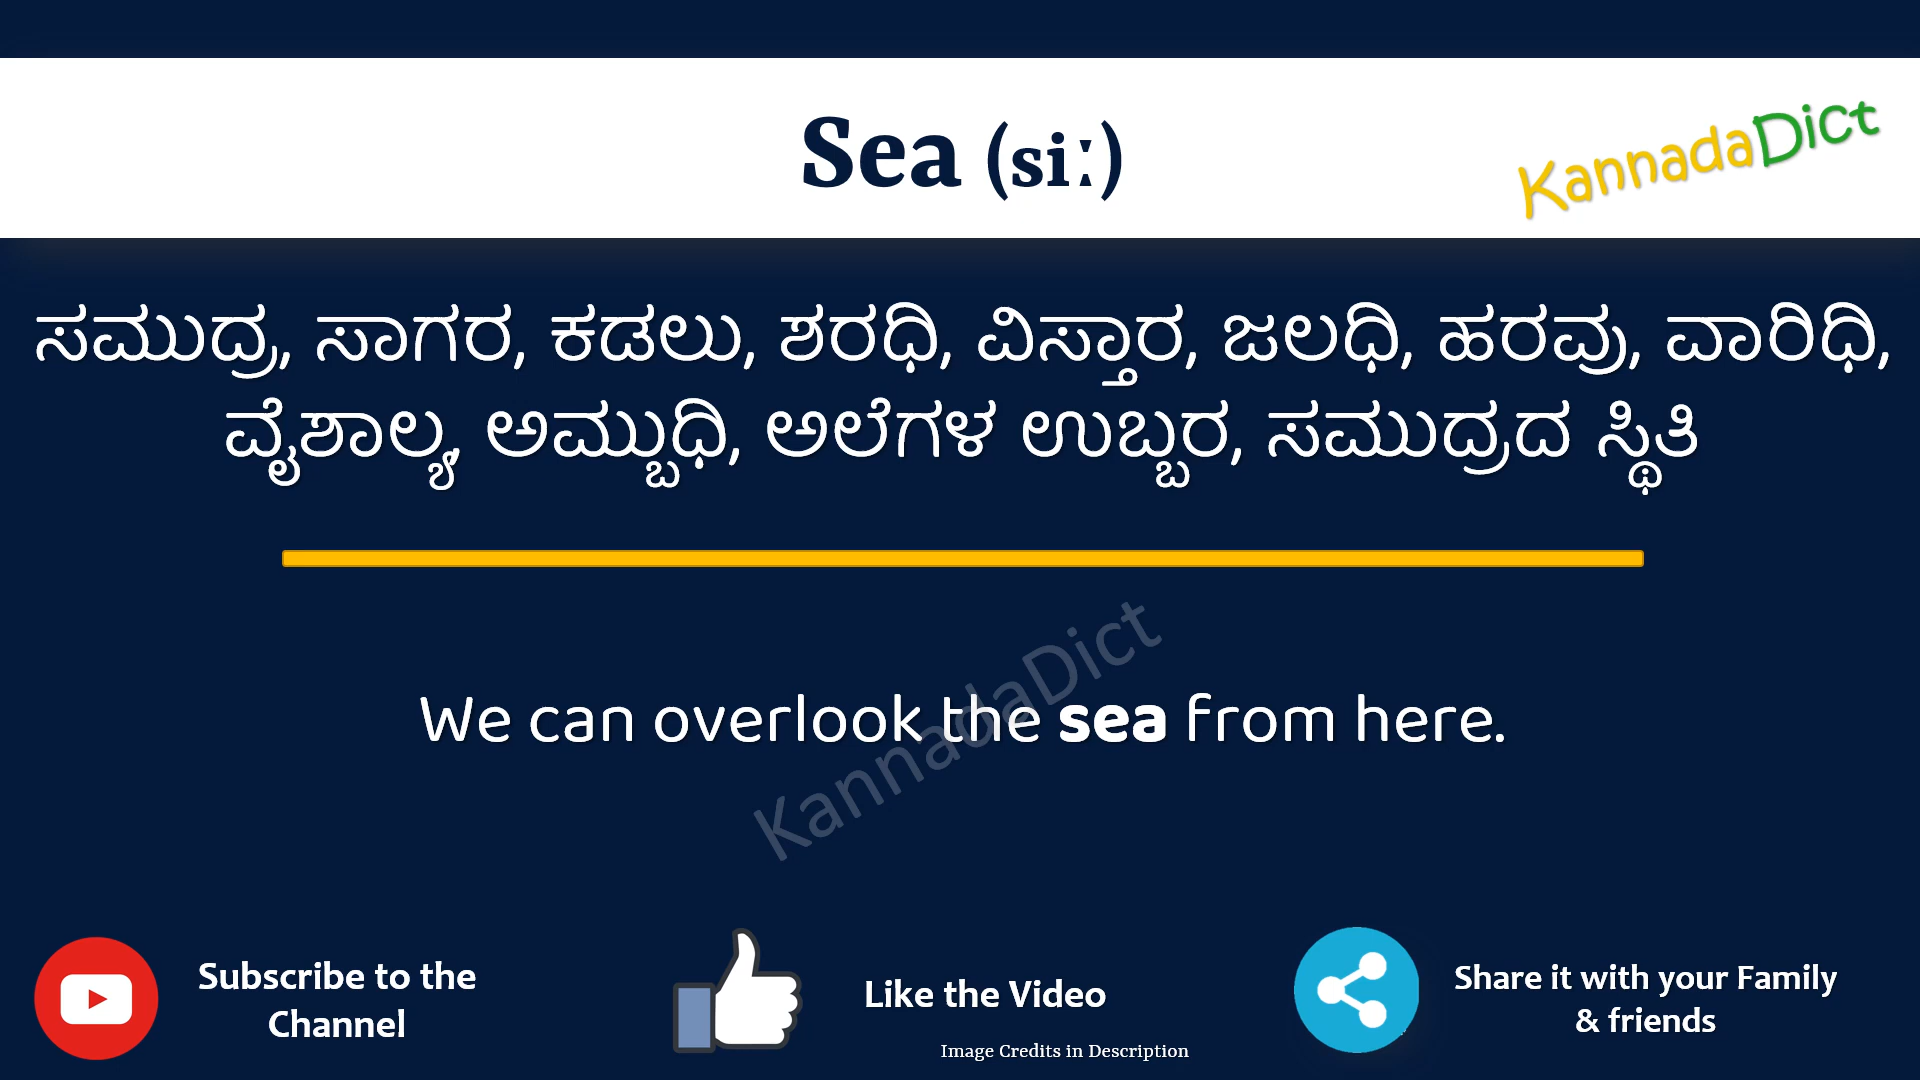 Sea (siː)
KannadaDict
ಸಮುದ್ರ, ಸಾಗರ, ಕಡಲು, ಶರಧಿ, ವಿಸ್ತಾರ, ಜಲಧಿ, ಹರವು, ವಾರಿಧಿ,
ವೈಶಾಲ್ಯ, ಅಮ್ಬುಧಿ, ಅಲೆಗಳ ಉಬ್ಬರ, ಸಮುದ್ರದ ಸ್ಥಿತಿ
We can overlook the sea from here.
KannadaDict
Subscribe to the
Channel
Like the Video
Share it with your Family
& friends
Image Credits in Description